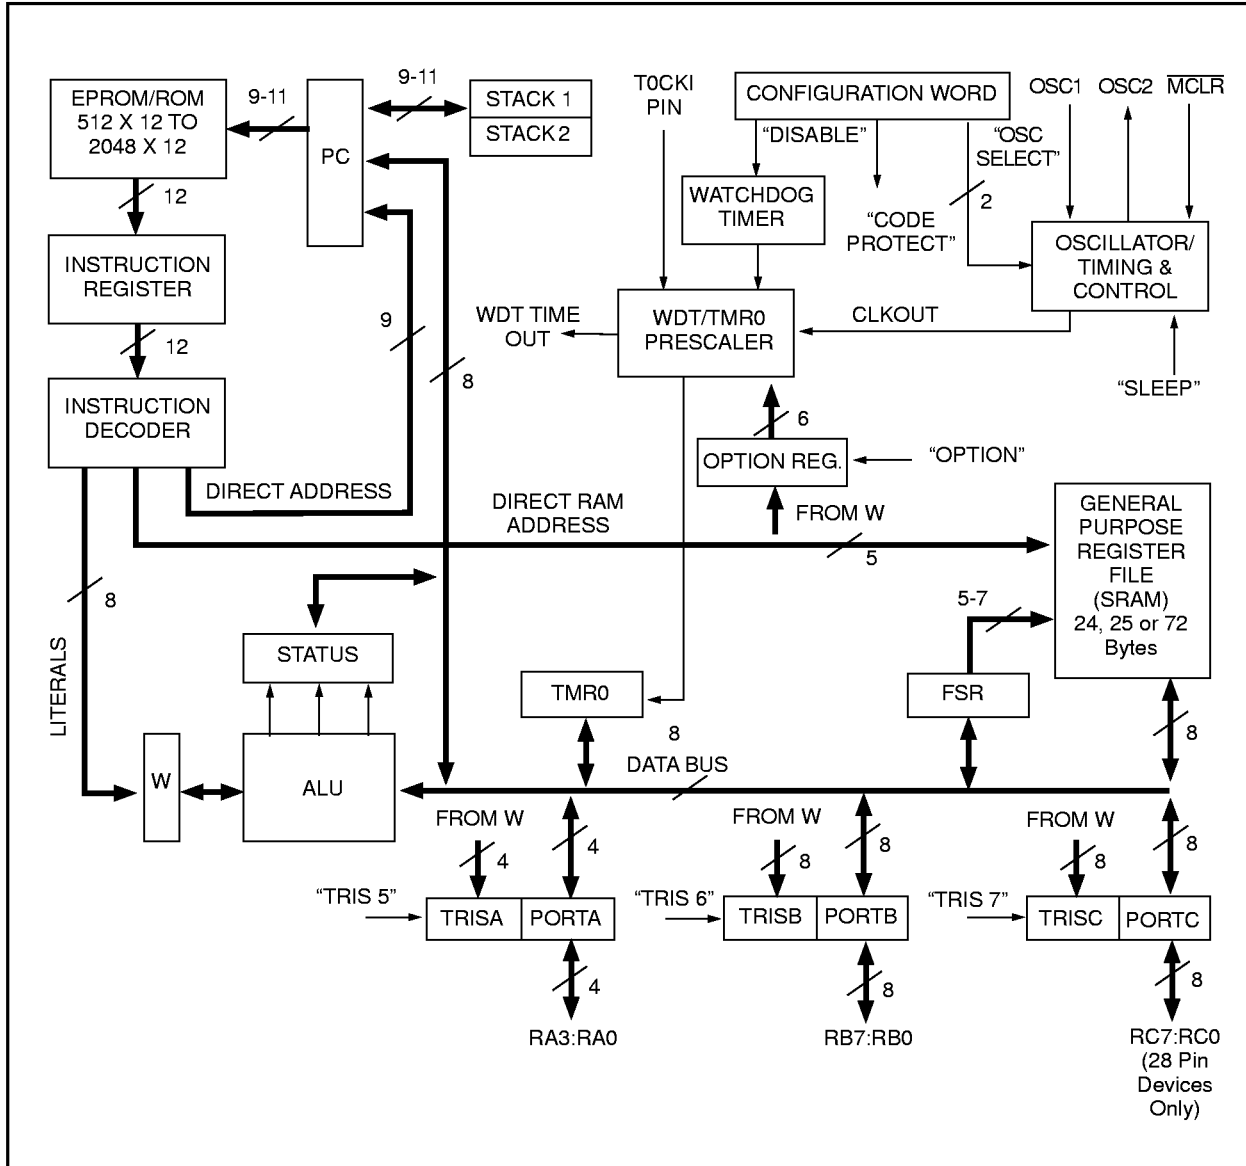 EPROM/ROM
512 X 12 TO
2048 X 12
9-11
PC
9-11
STACK 1
STACK 2
T0CKI
PIN
CONFIGURATION WORD
OSC1
OSC2
MCLR
“DISABLE”
“OSC
SELECT”
12
WATCHDOG
TIMER
2
“CODE
PROTECT”
OSCILLATOR/
TIMING &
CONTROL
INSTRUCTION
REGISTER
9
WDT TIME
OUT
WDT/TMR0
PRESCALER
CLKOUT
12
8
“SLEEP”
INSTRUCTION
DECODER
6
OPTION REG.
“OPTION”
DIRECT ADDRESS
DIRECT RAM
ADDRESS
FROM W
5
GENERAL
PURPOSE
REGISTER
FILE
(SRAM)
24, 25 or 72
Bytes
8
5-7
LITERALS
STATUS
TMR0
FSR
8
8
W
ALU
DATA BUS
FROM W
FROM W
FROM W
4
4
8
8
8
8
“TRIS 5”
TRISA
PORTA
“TRIS 6”
TRISB
PORTB
“TRIS 7”
TRISC
PORTC
4
8
8
RA3:RA0
RB7:RB0
RC7:RC0
(28 Pin
Devices
Only)